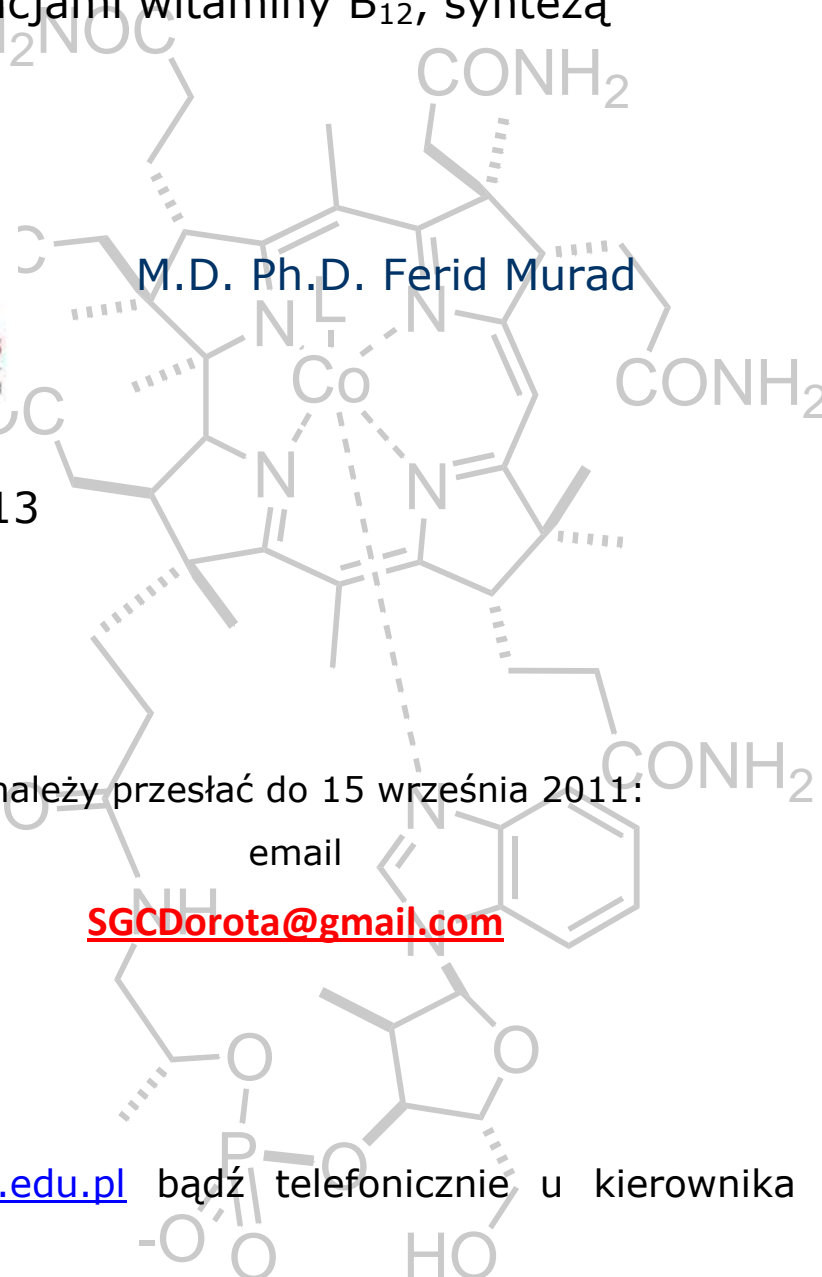 cjami witaminy B₁₂, syntezą
H₂NOC
CONH₂
M.D. Ph.D. Ferid Murad
N
L
N
Co
CONH₂
N
N
13
CONH₂
należy przesłać do 15 września 2011:
O
N
email
NH
SGCDorota@gmail.com
N
O
O
P
O
.edu.pl bądź telefonicznie u kierownika
-O
O
HO